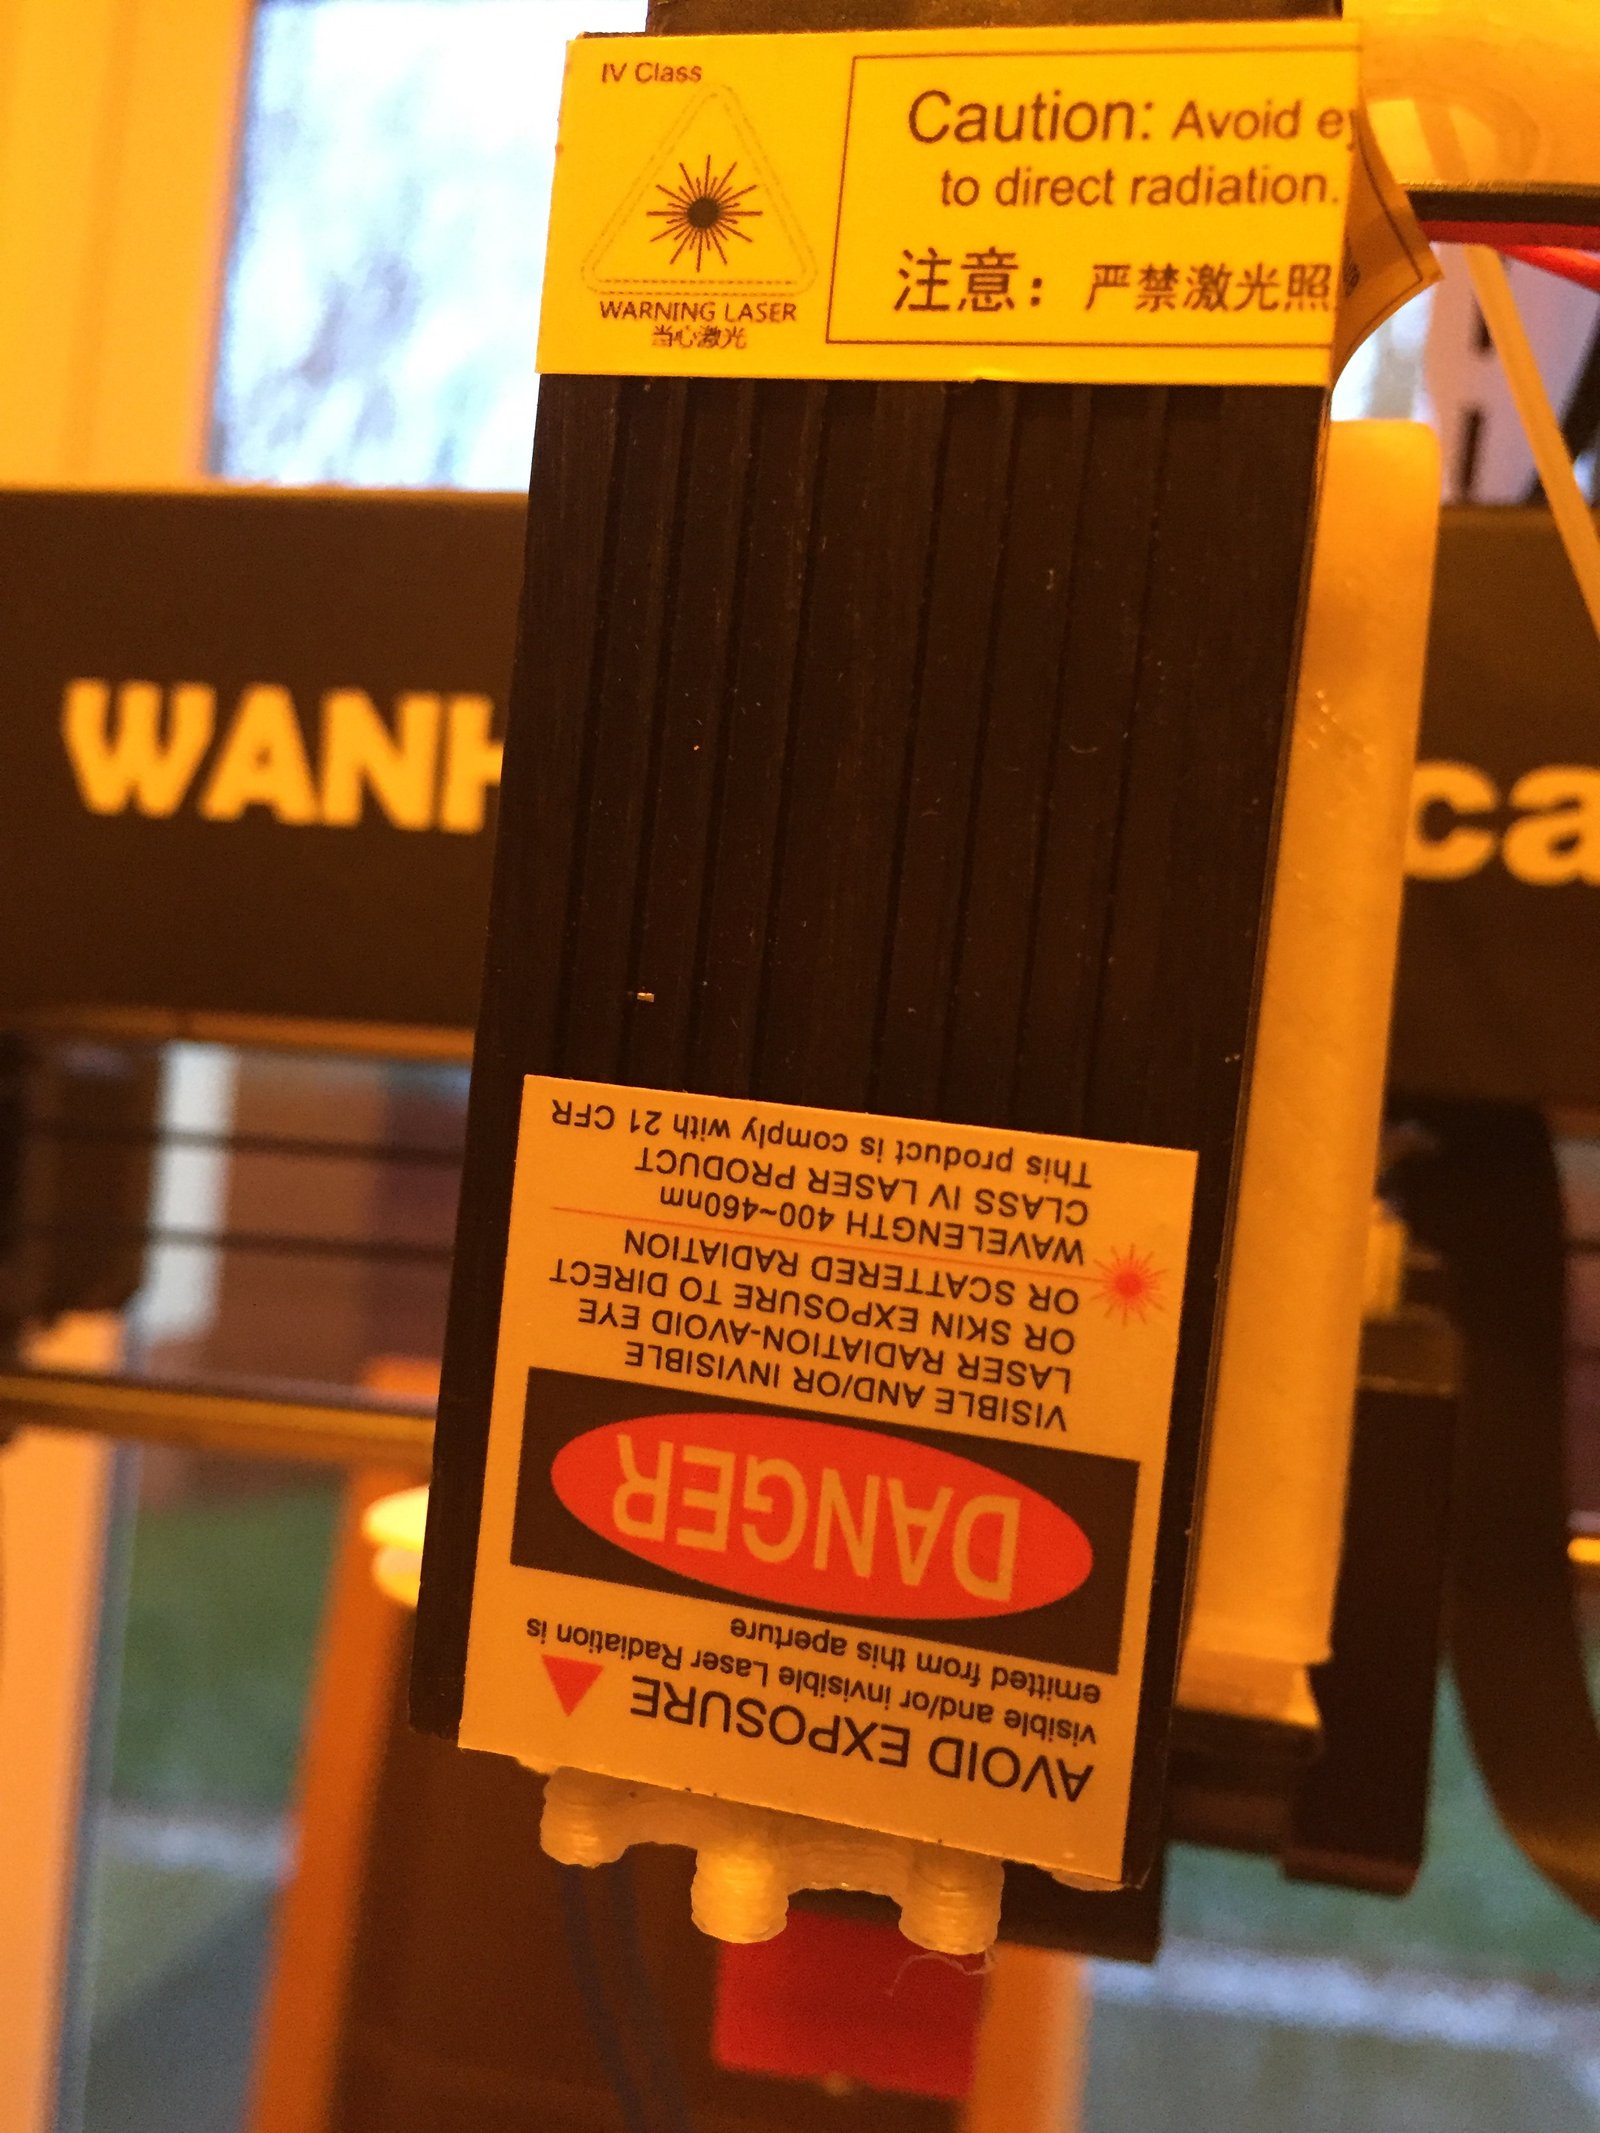 IV Class
WARNING LASER
当心激光
Caution: Avoid ey
to direct radiation.
注意：严禁激光照
WANH
ca
AVOID EXPOSURE
visible and/or invisible Laser Radiation is
emitted from this aperture
DANGER
VISIBLE AND/OR INVISIBLE
LASER RADIATION-AVOID EYE
OR SKIN EXPOSURE TO DIRECT
OR SCATTERED RADIATION
WAVELENGTH 400~460nm
CLASS IV LASER PRODUCT
This product is comply with 21 CFR